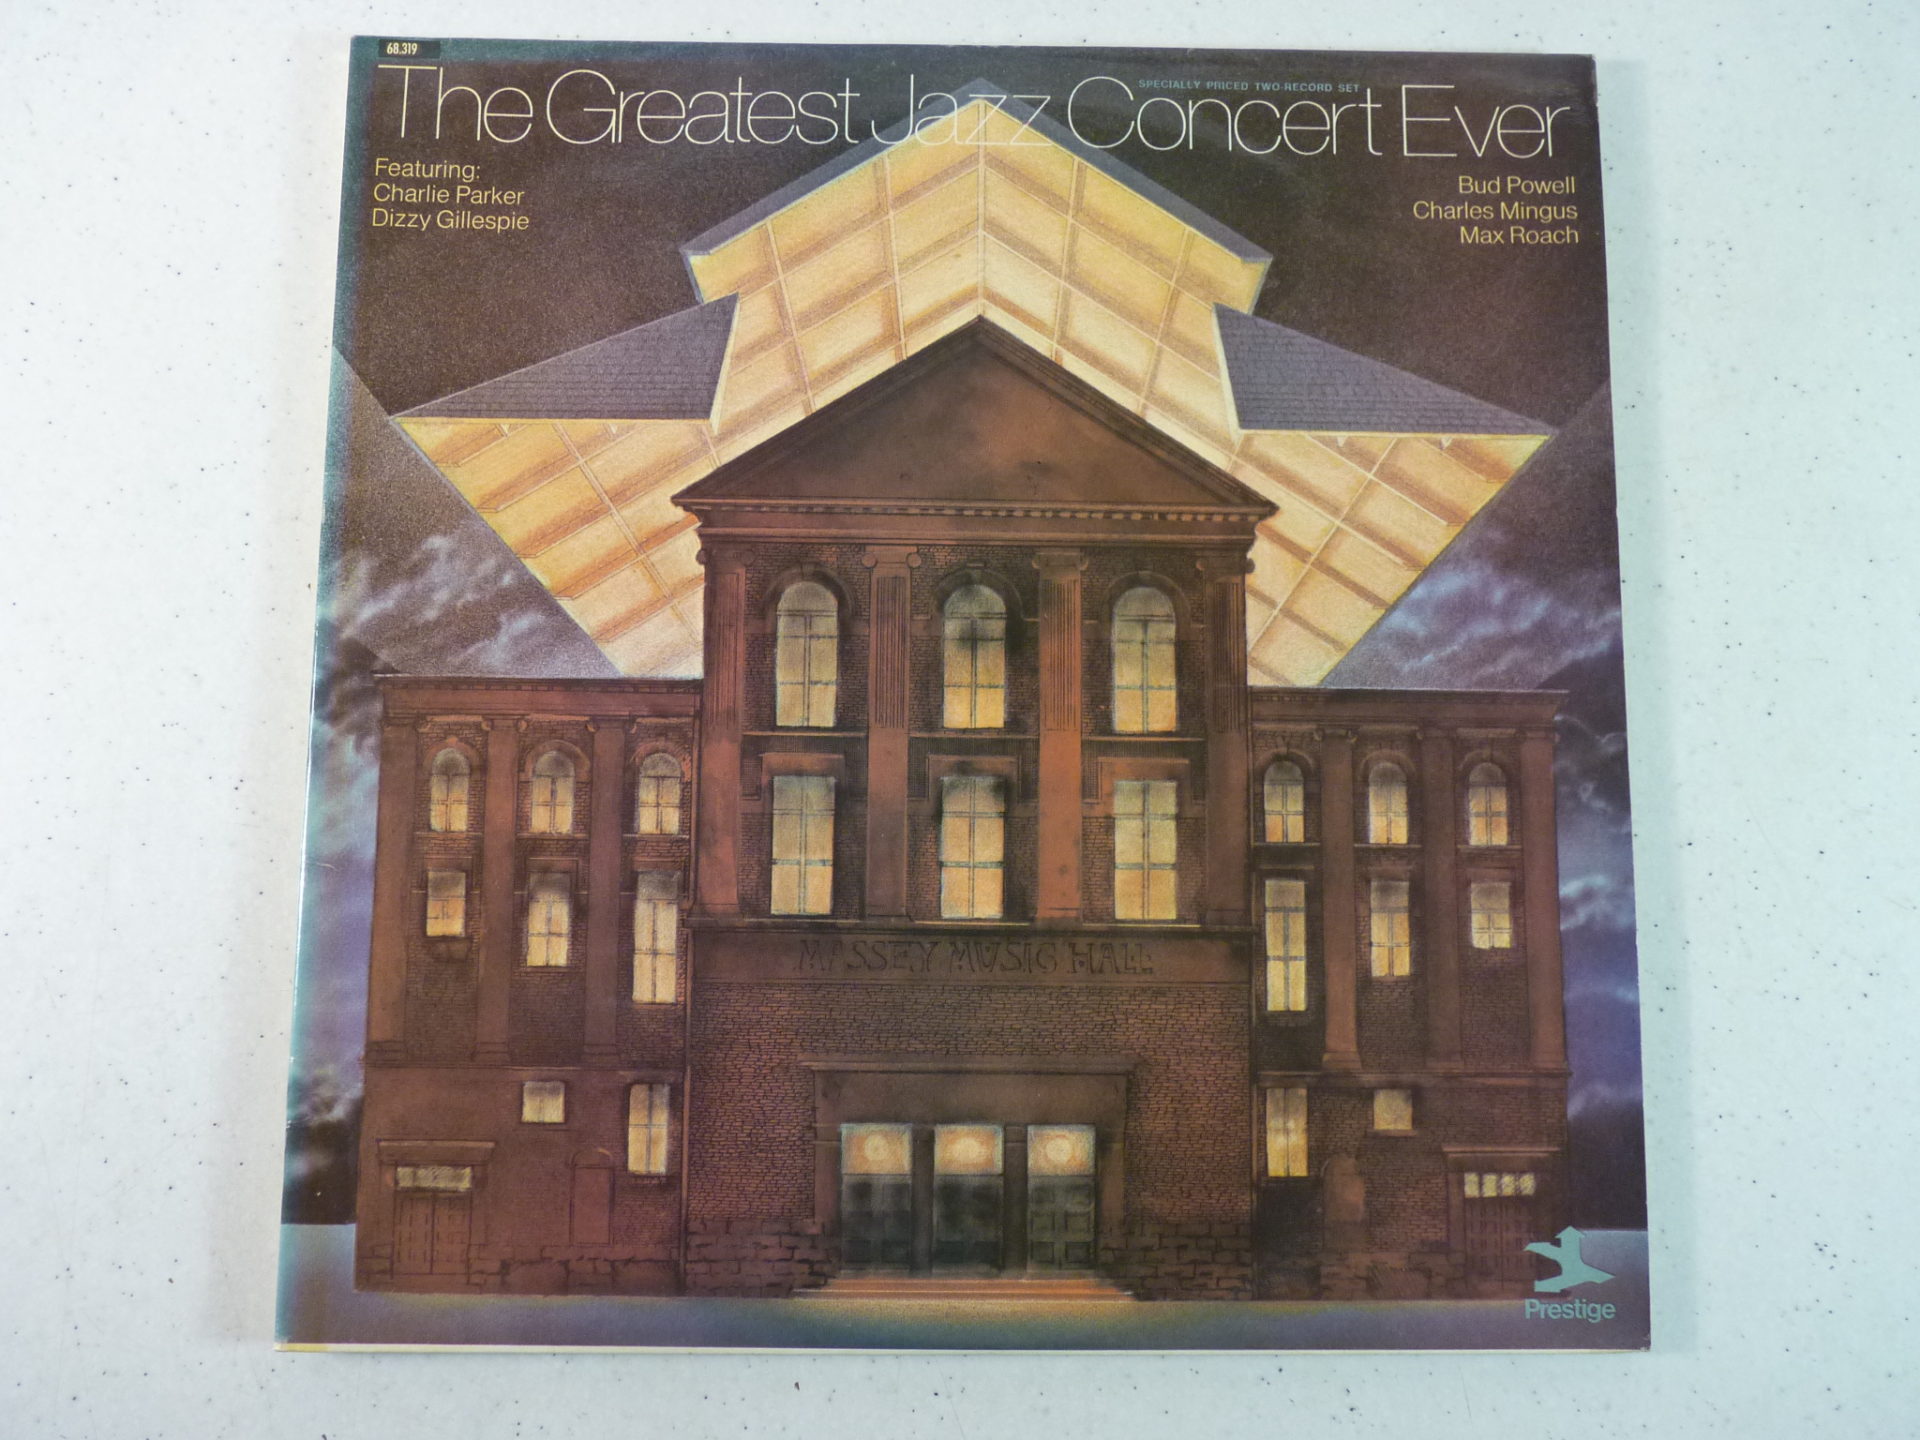 68.319
SPECIALLY PRICED TWO-RECORD SET
The Greatest Jazz Concert Ever
Featuring:
Charlie Parker
Dizzy Gillespie
Bud Powell
Charles Mingus
Max Roach
MASSEY MUSIC HALL
Prestige